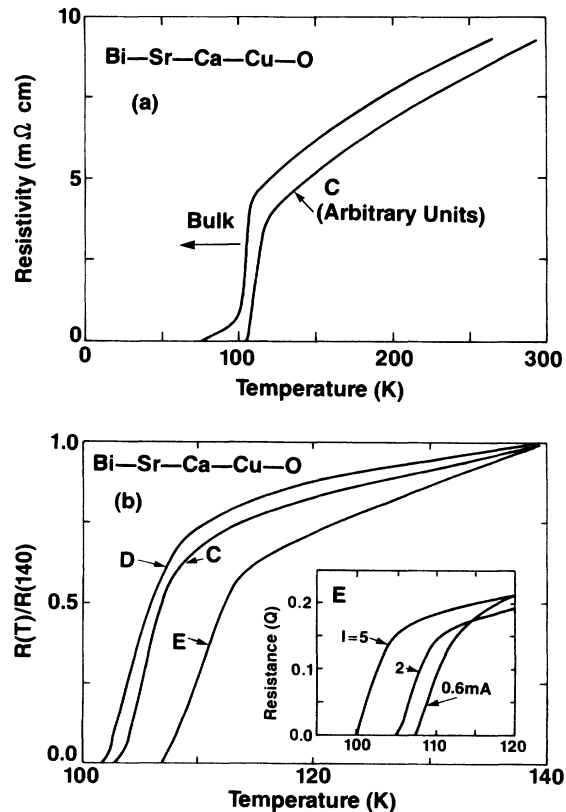 10
Bi—Sr—Ca—Cu—O
(a)
Resistivity (mΩ cm)
5
C
(Arbitrary Units)
Bulk
0
0 100 200 300
Temperature (K)
1.0
Bi—Sr—Ca—Cu—O
(b)
D
C
E
R(T)/R(140)
0.5
0.0
100 120 140
Temperature (K)
E
0.2
I=5
2
0.6mA
Resistance (Q)
0.1
0.0
100 110 120